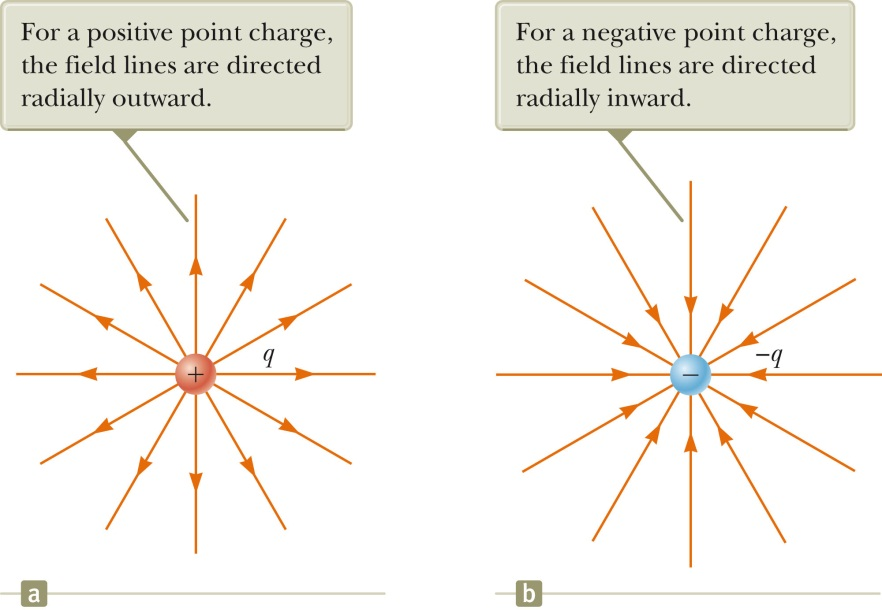 For a positive point charge,
the field lines are directed
radially outward.
For a negative point charge,
the field lines are directed
radially inward.
q
+
−q
−
a
b